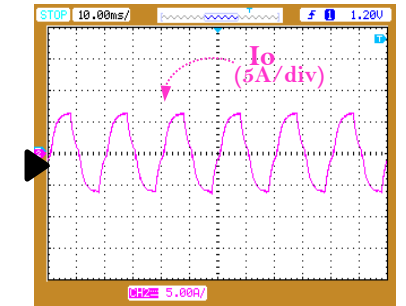 STOP 10.00ms/ T f 1 1.20V
T
Io
(5A/div)
CH2 5.00A/